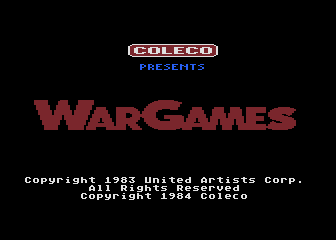 COLECO
PRESENTS
WARGAMES
Copyright 1983 United Artists Corp.
All Rights Reserved
Copyright 1984 Coleco